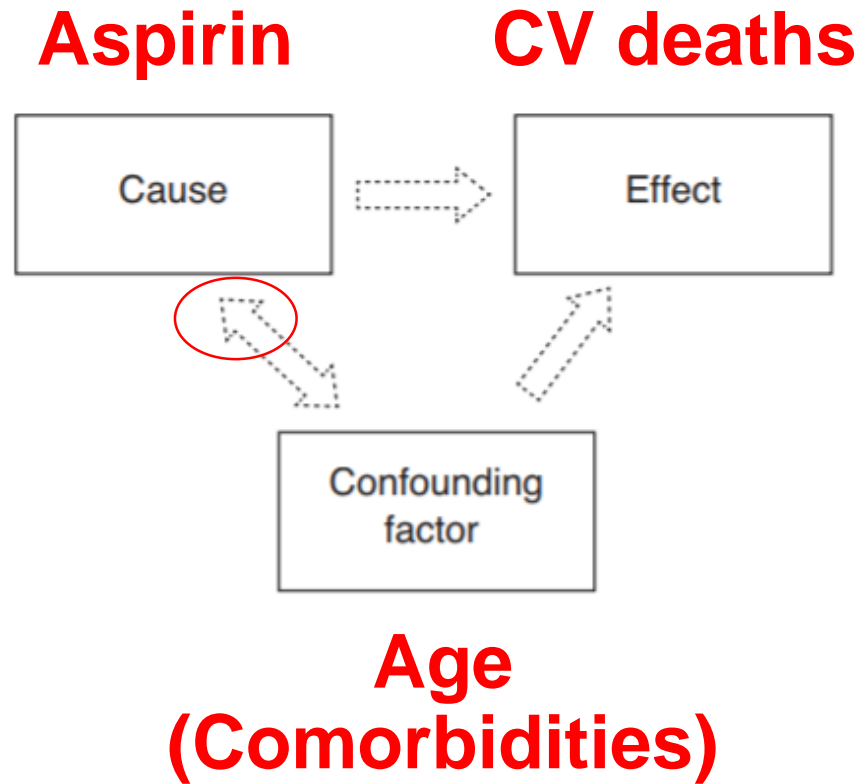 Aspirin CV deaths
Cause Effect
Confounding
factor
Age
(Comorbidities)